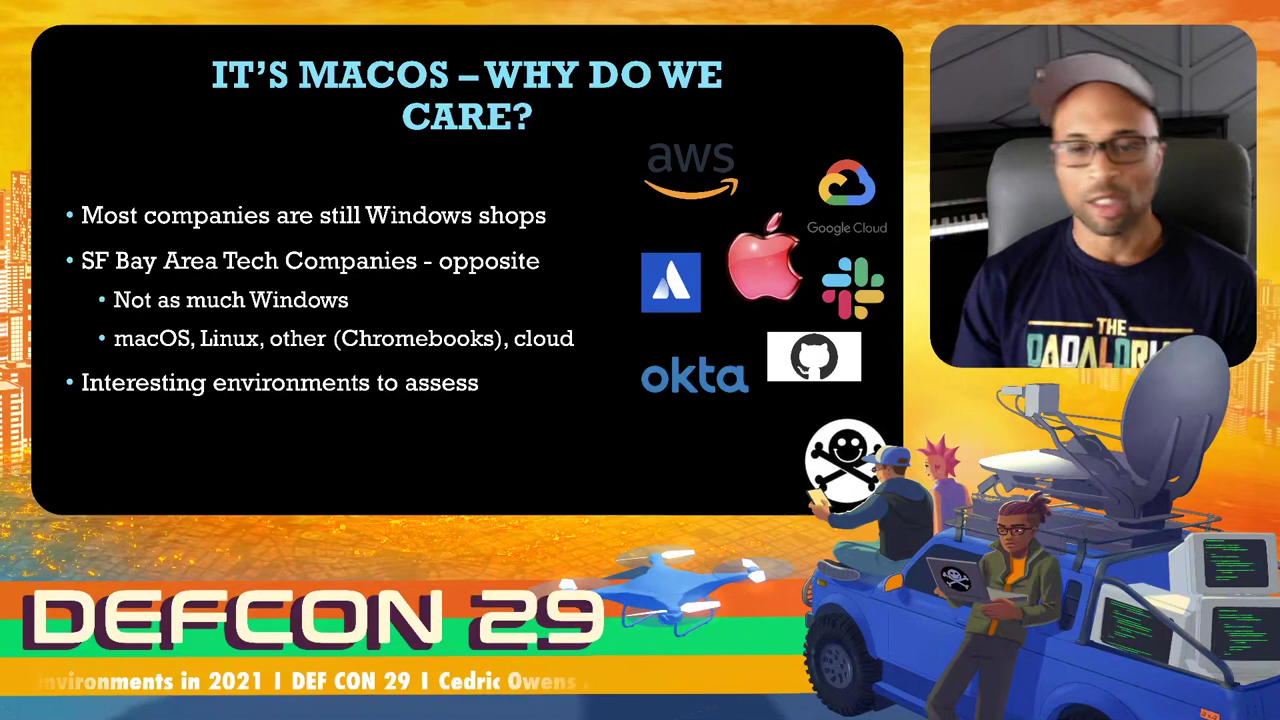 IT'S MACOS – WHY DO WE
CARE?
• Most companies are still Windows shops
• SF Bay Area Tech Companies - opposite
• Not as much Windows
• macOS, Linux, other (Chromebooks), cloud
• Interesting environments to assess
aws
Google Cloud
okta
THE
DADALORIAN
DEFCON 29
nvironments in 2021 | DEF CON 29 | Cedric Owens